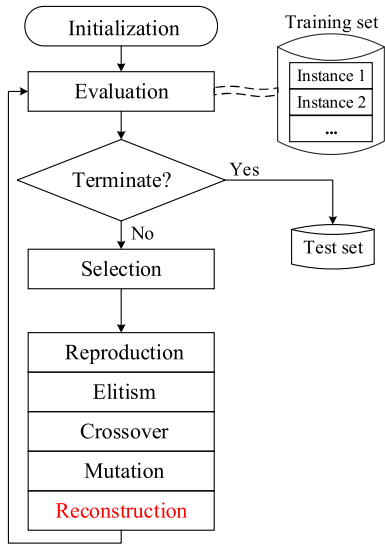 Training set
Initialization
Instance 1
Evaluation
Instance 2
...
Terminate?
Yes
No
Test set
Selection
Reproduction
Elitism
Crossover
Mutation
Reconstruction